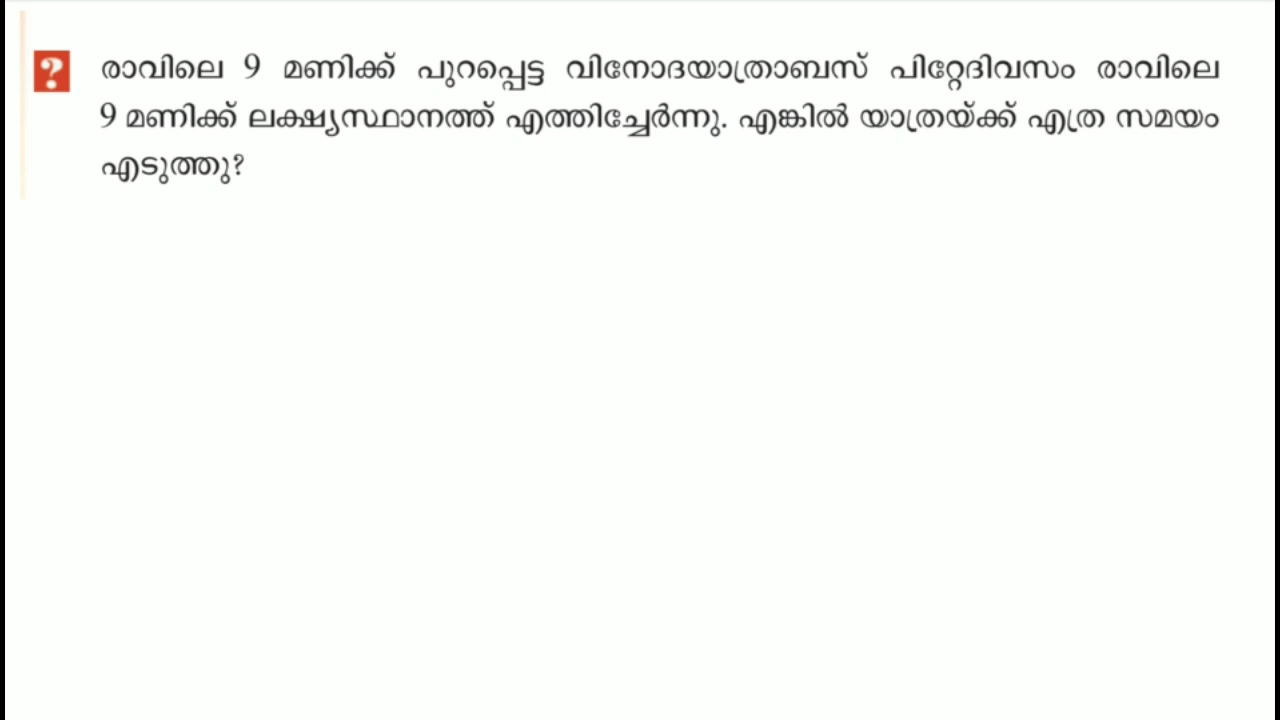 ? രാവിലെ 9 മണിക്ക് പുറപ്പെട്ട വിനോദയാത്രാബസ് പിറ്റേദിവസം രാവിലെ
9 മണിക്ക് ലക്ഷ്യസ്ഥാനത്ത് എത്തിച്ചേർന്നു. എങ്കിൽ യാത്രയ്ക്ക് എത്ര സമയം
എടുത്തു?